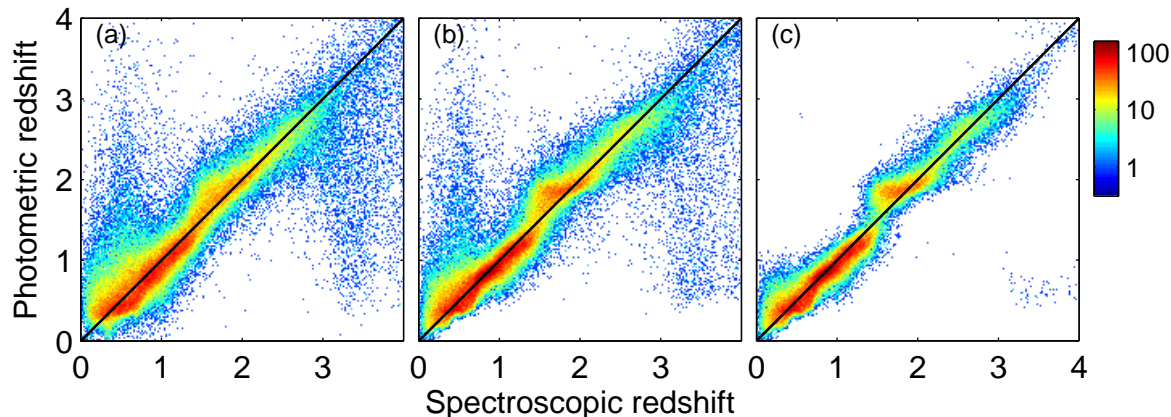 Photometric redshift
4
3
2
1
0
(a)
(b)
(c)
100
10
1
0 1 2 3
0 1 2 3
0 1 2 3 4
Spectroscopic redshift